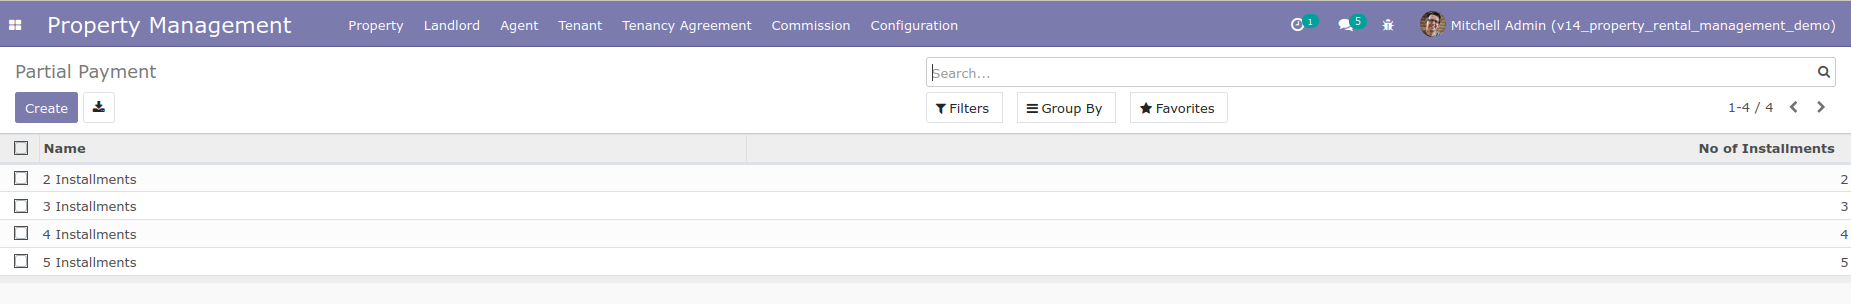 Property Management Property Landlord Agent Tenant Tenancy Agreement Commission Configuration 1 5 Mitchell Admin (v14_property_rental_management_demo)
Partial Payment Search...
Create Filters Group By Favorites 1-4 / 4
Name No of Installments
2 Installments 2
3 Installments 3
4 Installments 4
5 Installments 5